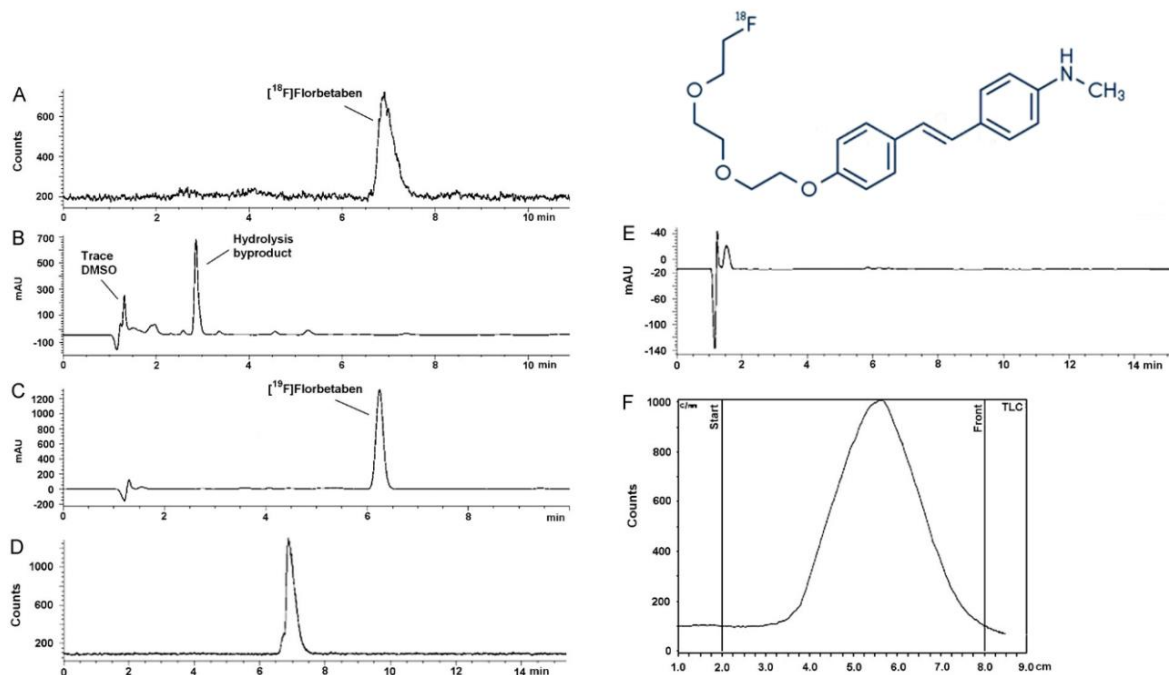 A
[¹⁸F]Florbetaben
Counts
600
400
200
0 2 4 6 8 10 min
B
Trace
DMSO
Hydrolysis
byproduct
mAU
700
500
300
100
-100
0 2 4 6 8 10 min
C
[¹⁹F]Florbetaben
mAU
1200
1000
800
600
400
200
0
-200
0 2 4 6 8 min
D
Counts
1000
600
200
0 2 4 6 8 10 12 14
¹⁸F
O
O
O
H
N
CH₃
E
mAU
-40
0
-20
-60
-100
-140
0 2 4 6 8 10 12 14 min
F
C/mm
Start
Front
TLC
Counts
1000
800
600
400
200
0
1.0 2.0 3.0 4.0 5.0 6.0 7.0 8.0 9.0 cm